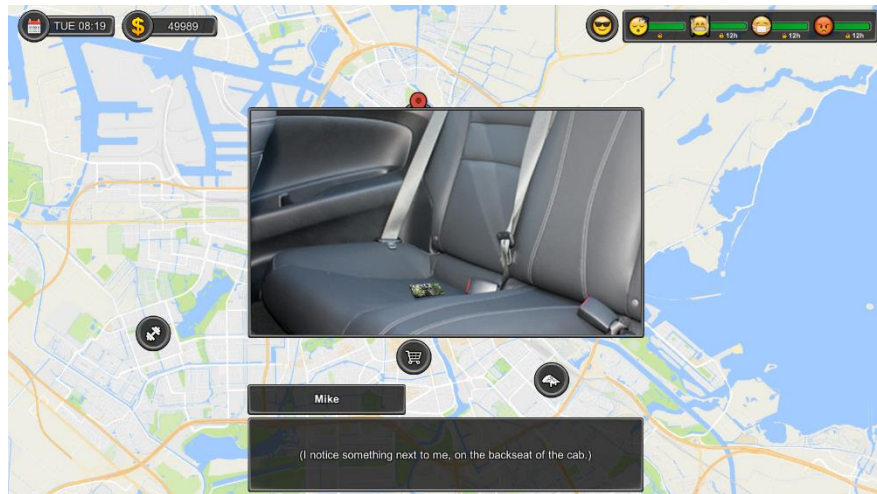 TUE 08:19
49989
12h
12h
12h
Mike
(I notice something next to me, on the backseat of the cab.)